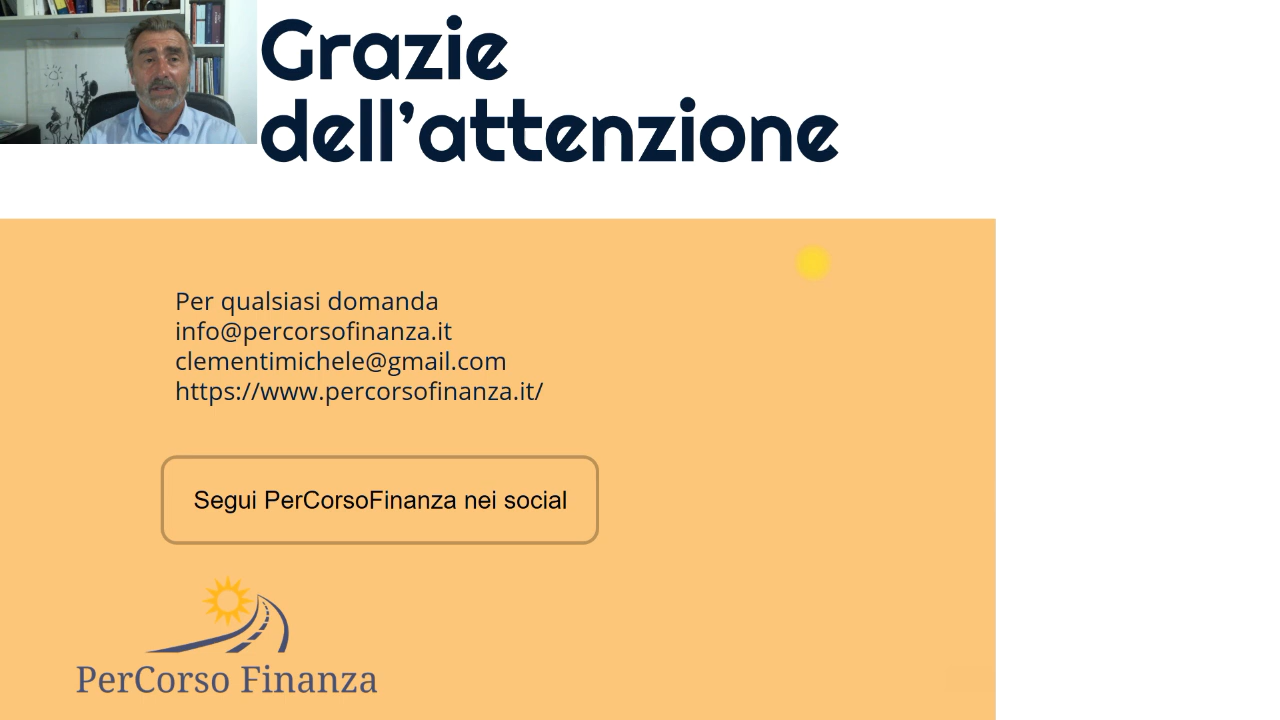 Grazie
dell’attenzione
Per qualsiasi domanda
info@percorsofinanza.it
clementimichele@gmail.com
https://www.percorsofinanza.it/
Segui PerCorsoFinanza nei social
PerCorso Finanza